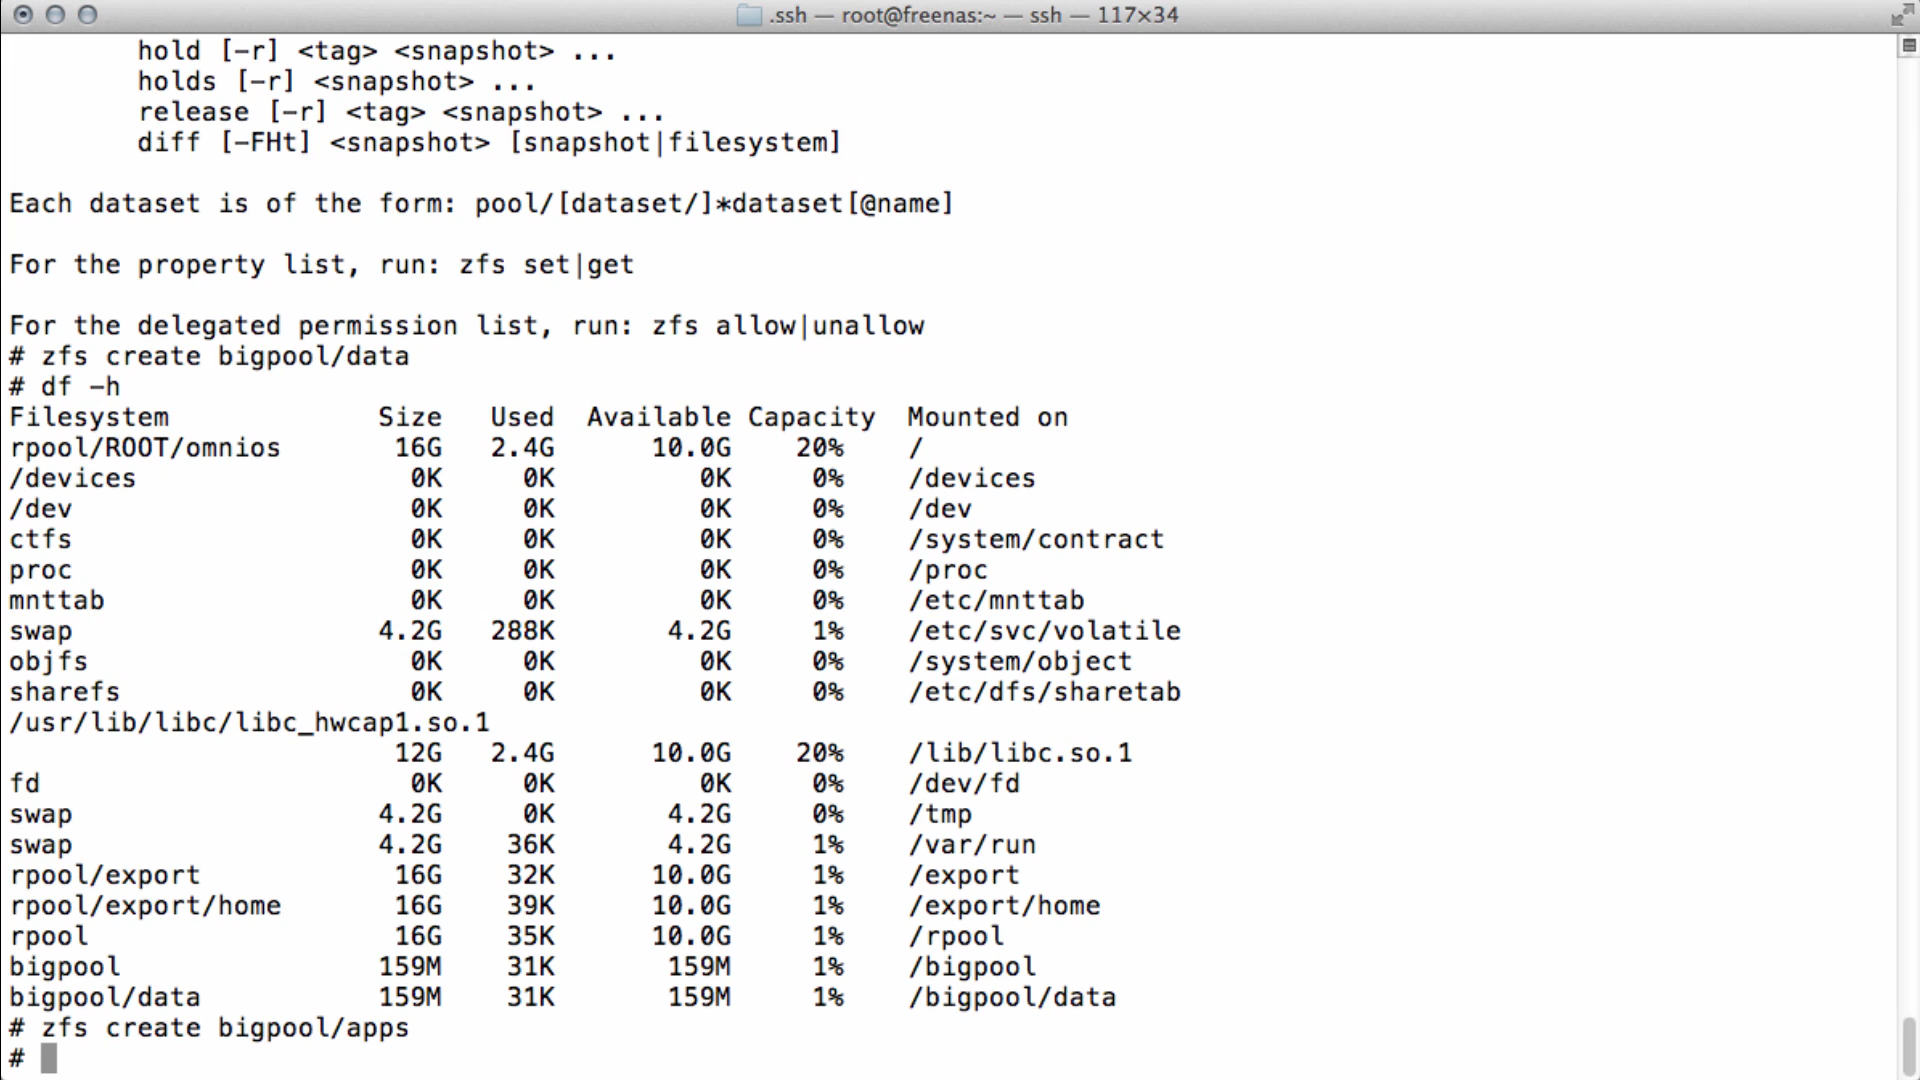 .ssh — root@freenas:~ — ssh — 117×34
hold [-r] <tag> <snapshot> ...
holds [-r] <snapshot> ...
release [-r] <tag> <snapshot> ...
diff [-FHt] <snapshot> [snapshot|filesystem]
Each dataset is of the form: pool/[dataset/]*dataset[@name]
For the property list, run: zfs set|get
For the delegated permission list, run: zfs allow|unallow
# zfs create bigpool/data
# df -h
Filesystem             Size   Used  Available Capacity  Mounted on
rpool/ROOT/omnios       16G   2.4G      10.0G    20%    /
/devices                 0K     0K         0K     0%    /devices
/dev                     0K     0K         0K     0%    /dev
ctfs                     0K     0K         0K     0%    /system/contract
proc                     0K     0K         0K     0%    /proc
mnttab                   0K     0K         0K     0%    /etc/mnttab
swap                   4.2G   288K       4.2G     1%    /etc/svc/volatile
objfs                    0K     0K         0K     0%    /system/object
sharefs                  0K     0K         0K     0%    /etc/dfs/sharetab
/usr/lib/libc/libc_hwcap1.so.1
                        12G   2.4G      10.0G    20%    /lib/libc.so.1
fd                       0K     0K         0K     0%    /dev/fd
swap                   4.2G     0K       4.2G     0%    /tmp
swap                   4.2G    36K       4.2G     1%    /var/run
rpool/export            16G    32K      10.0G     1%    /export
rpool/export/home       16G    39K      10.0G     1%    /export/home
rpool                   16G    35K      10.0G     1%    /rpool
bigpool                159M    31K       159M     1%    /bigpool
bigpool/data           159M    31K       159M     1%    /bigpool/data
# zfs create bigpool/apps
#